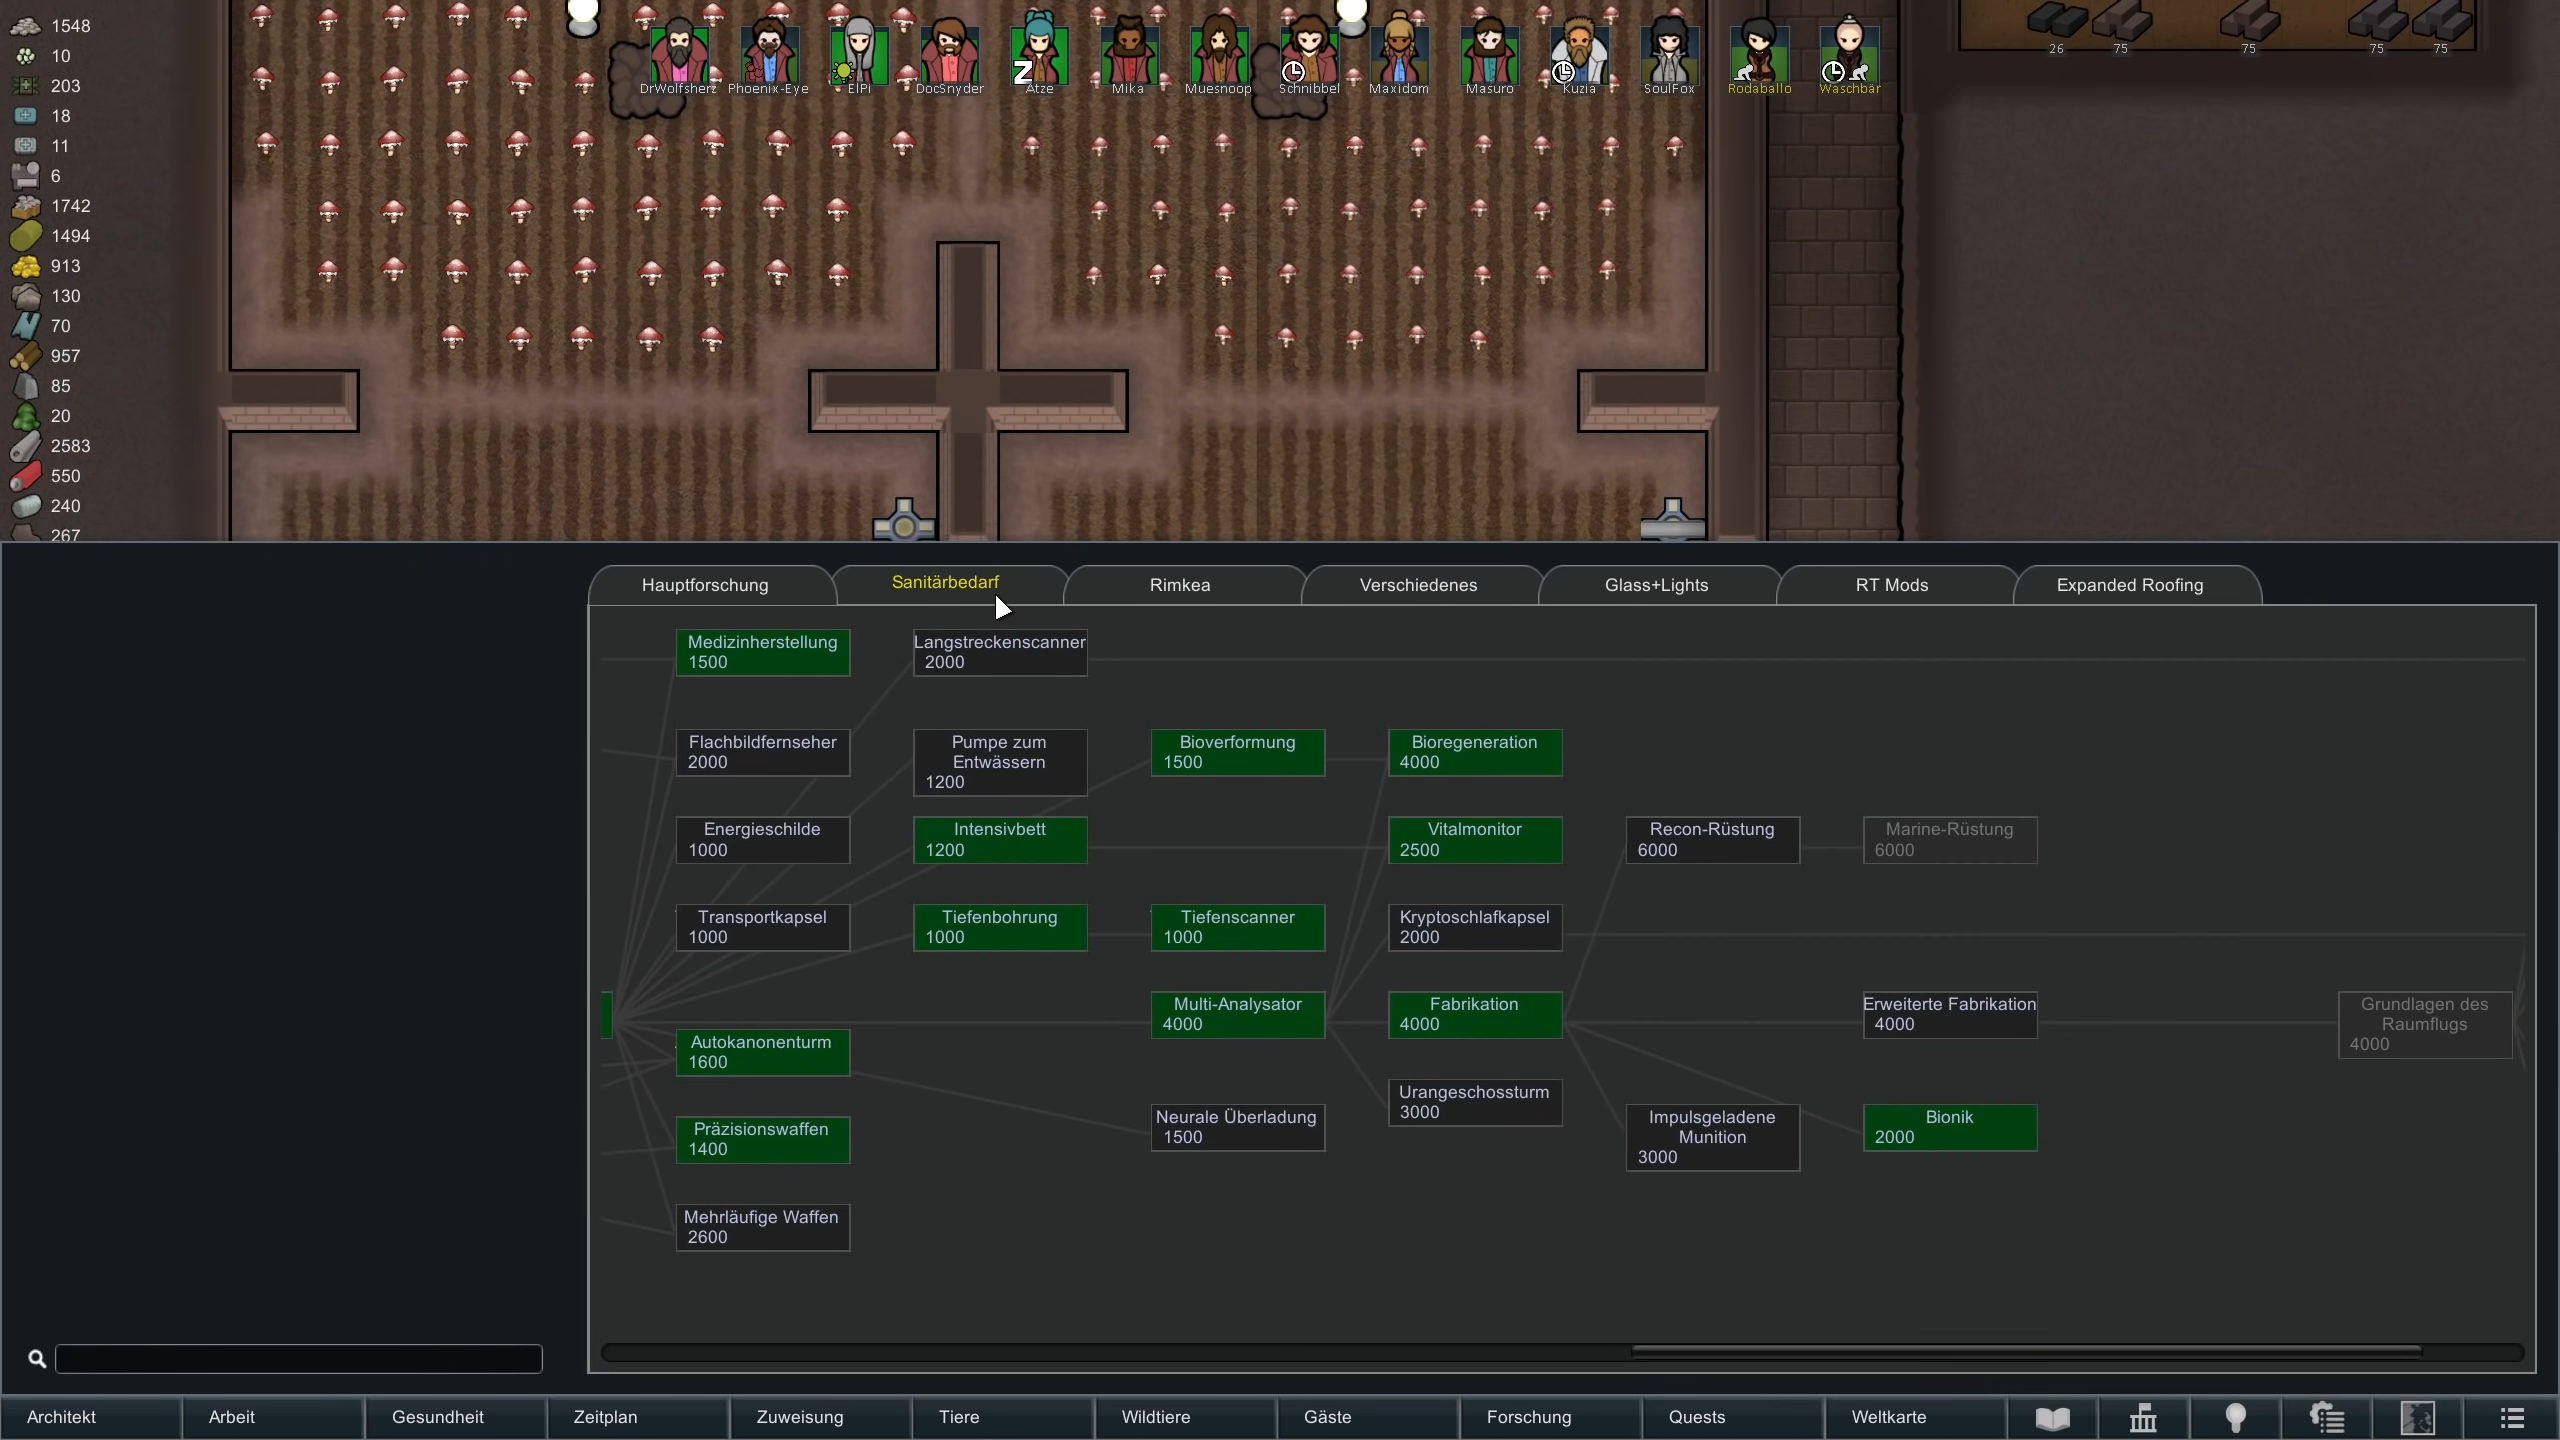 1548
10
203
18
11
6
1742
1494
913
130
70
957
85
20
2583
550
240
267
DrWolfsherz
Phoenix-Eye
ElPi
DocSnyder
Z
Atze
Mika
Muesnoop
Schnibbel
Maxidom
Masuro
Kuzia
SoulFox
Rodaballo
Waschbär
26
75
75
75
75
Hauptforschung
Sanitärbedarf
Rimkea
Verschiedenes
Glass+Lights
RT Mods
Expanded Roofing
Medizinherstellung
1500
Langstreckenscanner
2000
Flachbildfernseher
2000
Pumpe zum
Entwässern
1200
Bioverformung
1500
Bioregeneration
4000
Energieschilde
1000
Intensivbett
1200
Vitalmonitor
2500
Recon-Rüstung
6000
Marine-Rüstung
6000
Transportkapsel
1000
Tiefenbohrung
1000
Tiefenscanner
1000
Kryptoschlafkapsel
2000
Multi-Analysator
4000
Fabrikation
4000
Erweiterte Fabrikation
4000
Grundlagen des
Raumflugs
4000
Autokanonenturm
1600
Neurale Überladung
1500
Urangeschossturm
3000
Impulsgeladene
Munition
3000
Bionik
2000
Präzisionswaffen
1400
Mehrläufige Waffen
2600
Architekt
Arbeit
Gesundheit
Zeitplan
Zuweisung
Tiere
Wildtiere
Gäste
Forschung
Quests
Weltkarte